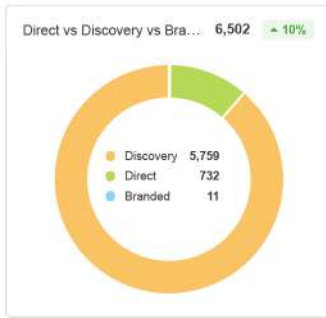 Direct vs Discovery vs Bra... 6,502 10%
Discovery 5,759
Direct 732
Branded 11